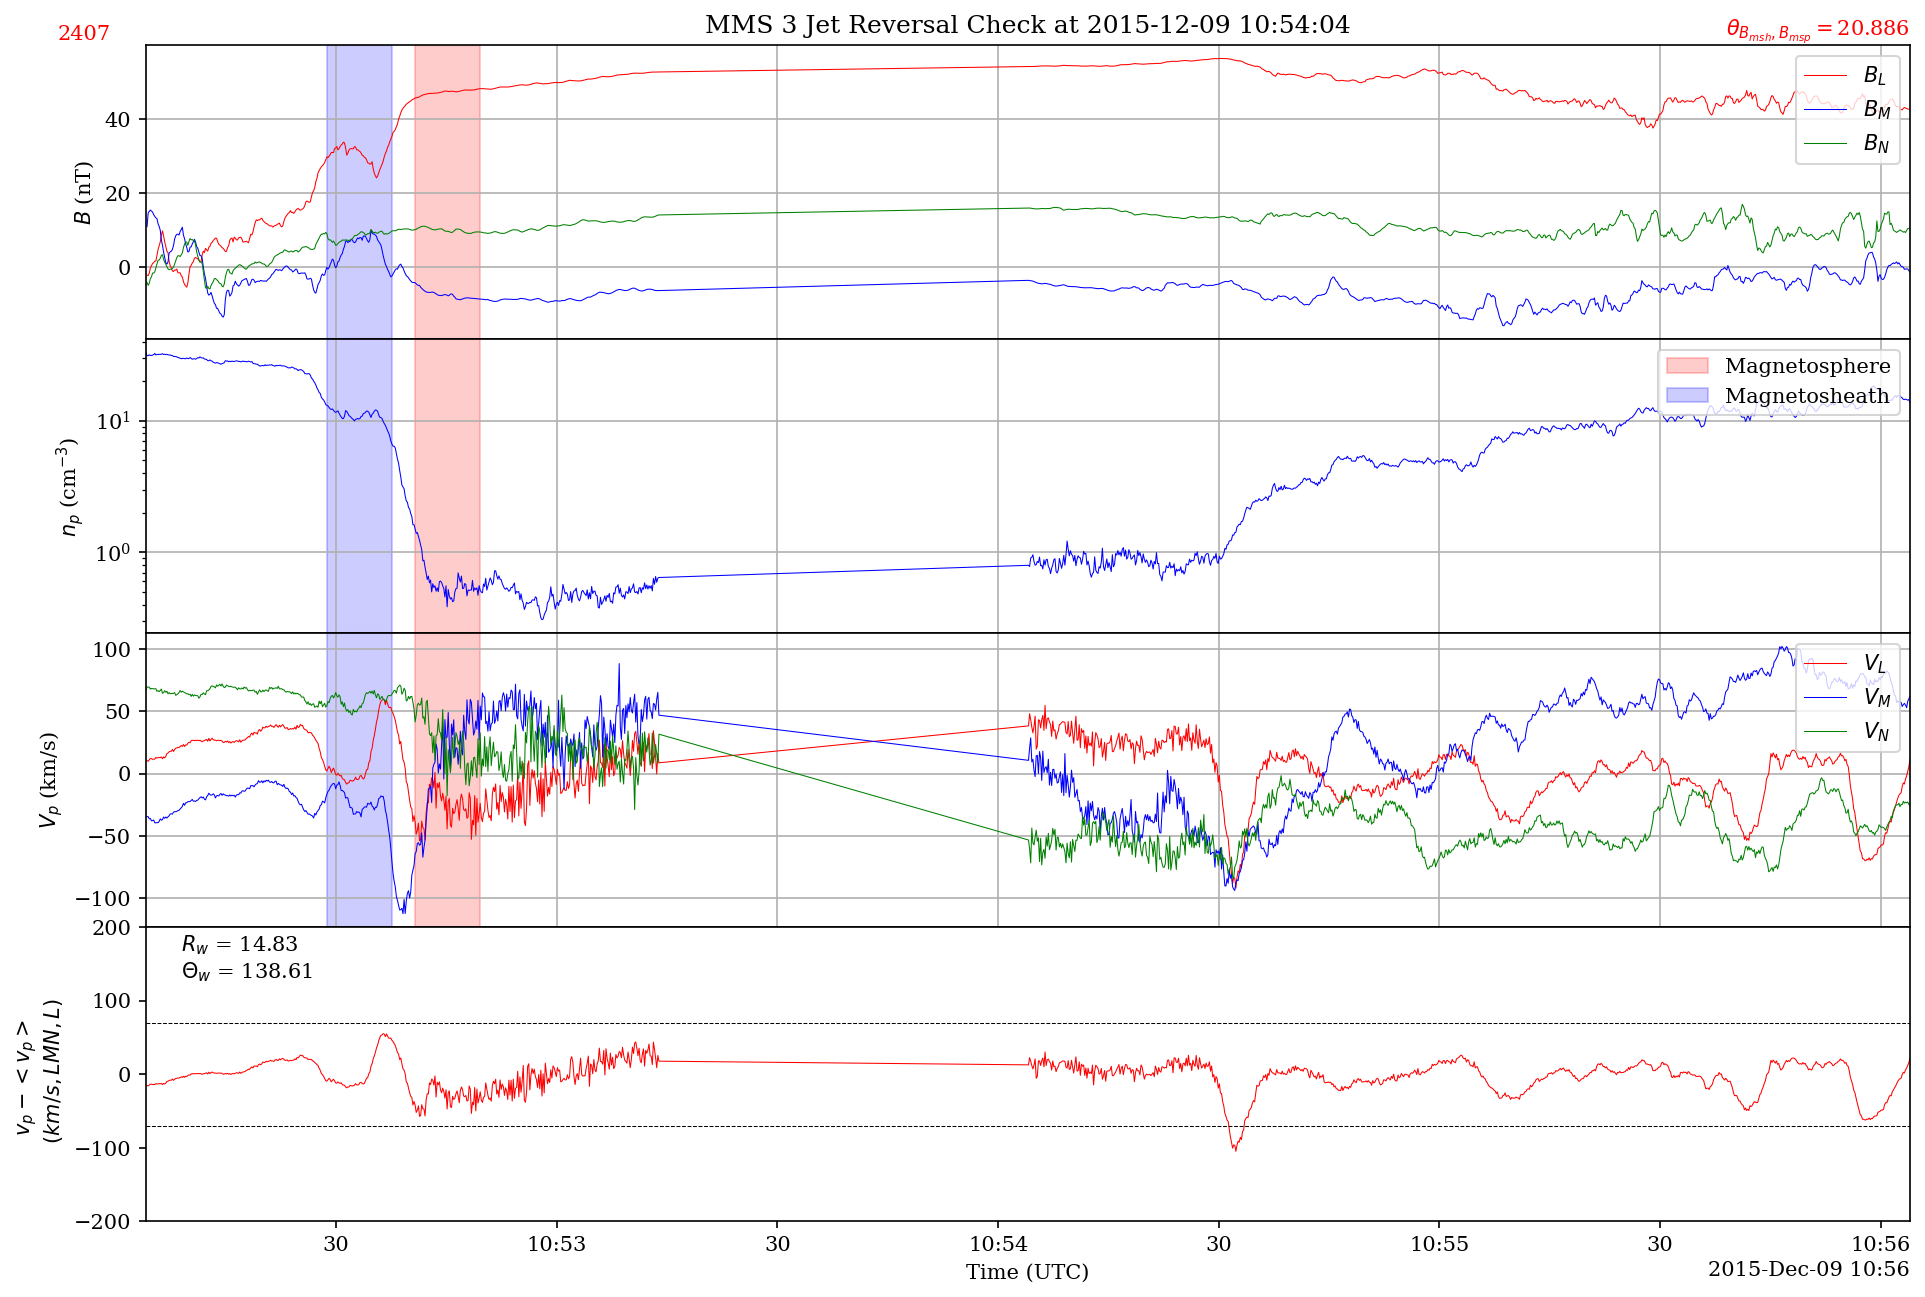 2407
MMS 3 Jet Reversal Check at 2015-12-09 10:54:04
θ_{B_{msh}, B_{msp}} = 20.886
B (nT)
40
20
0
B_L
B_M
B_N
n_p (cm^{-3})
10^1
10^0
Magnetosphere
Magnetosheath
V_p (km/s)
100
50
0
−50
−100
V_L
V_M
V_N
v_p − <v_p>
(km/s, LMN, L)
200
100
0
−100
−200
R_w = 14.83
Θ_w = 138.61
30
10:53
30
10:54
30
10:55
30
10:56
Time (UTC)
2015-Dec-09 10:56